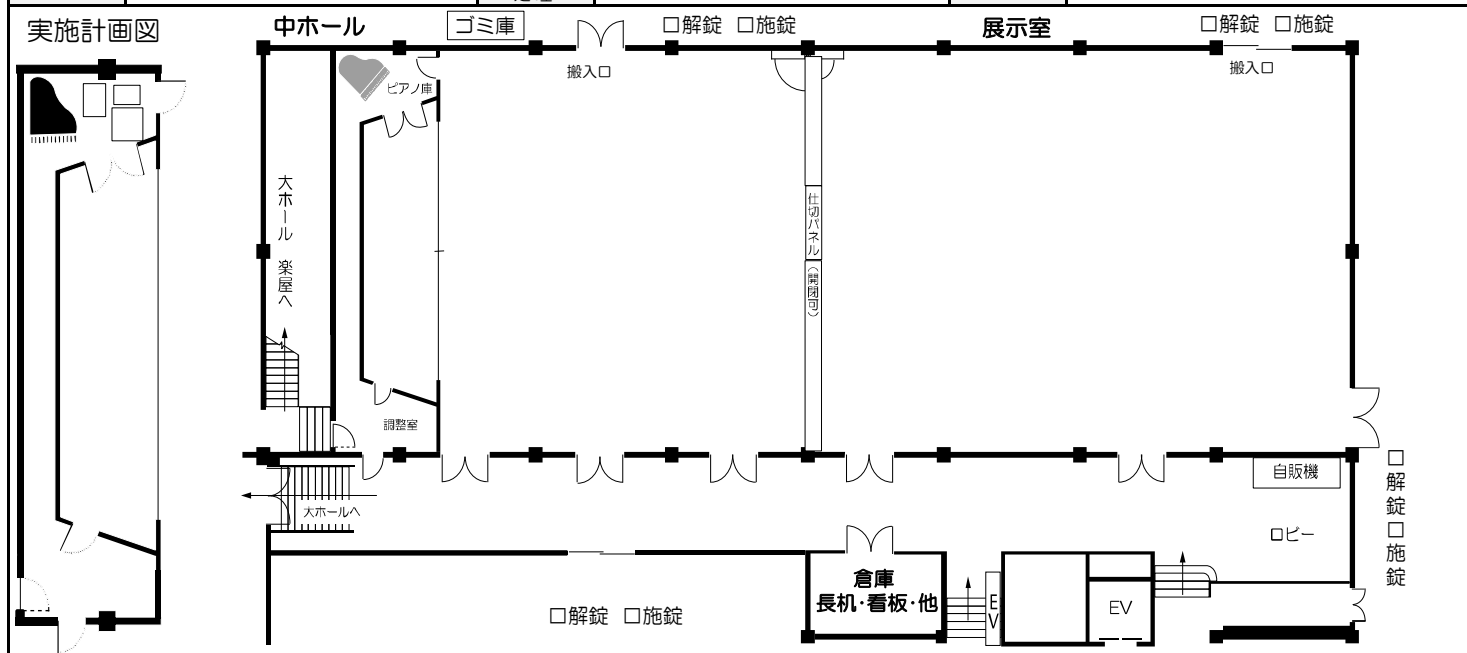 実施計画図
中ホール
ゴミ庫
□解錠 □施錠
展示室
□解錠 □施錠
搬入口
搬入口
ピアノ庫
大ホール 楽屋へ
仕切パネル
(開閉可)
調整室
大ホールへ
自販機
□解錠□施錠
ロビー
倉庫
長机・看板・他
EV
EV
□解錠 □施錠